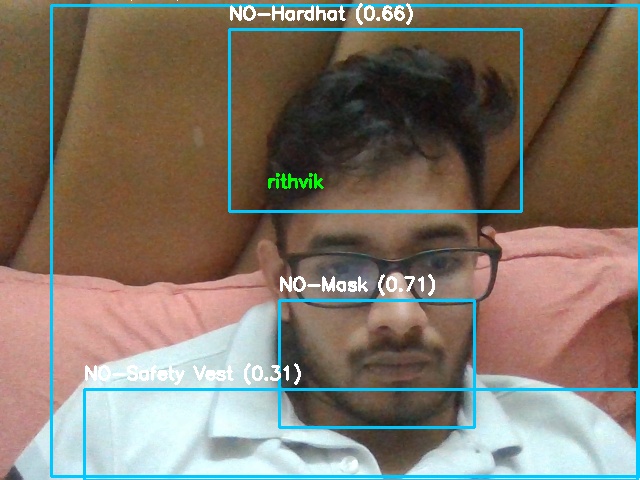 NO-Hardhat (0.66)
rithvik
NO-Mask (0.71)
NO-Safety Vest (0.31)